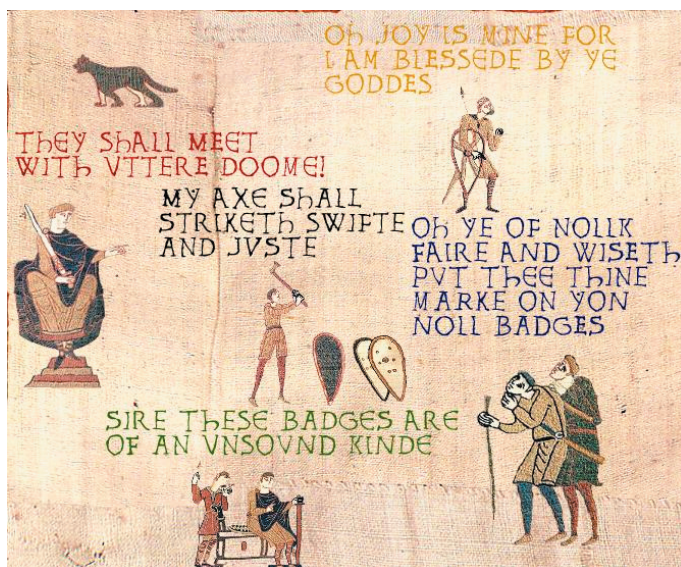 Oh JOY IS MINE FOR
I AM BLESSEDE BY YE
GODDES
ThEY ShALL MEET
WITh VTTERE DOOME!
MY AXE ShALL
STRIKETh SWIFTE
AND JVSTE
Oh YE OF NOLLK
FAIRE AND WISETh
PVT ThEE ThINE
MARKE ON YON
NOLL BADGES
SIRE ThESE BADGES ARE
OF AN VNSOVND KINDE